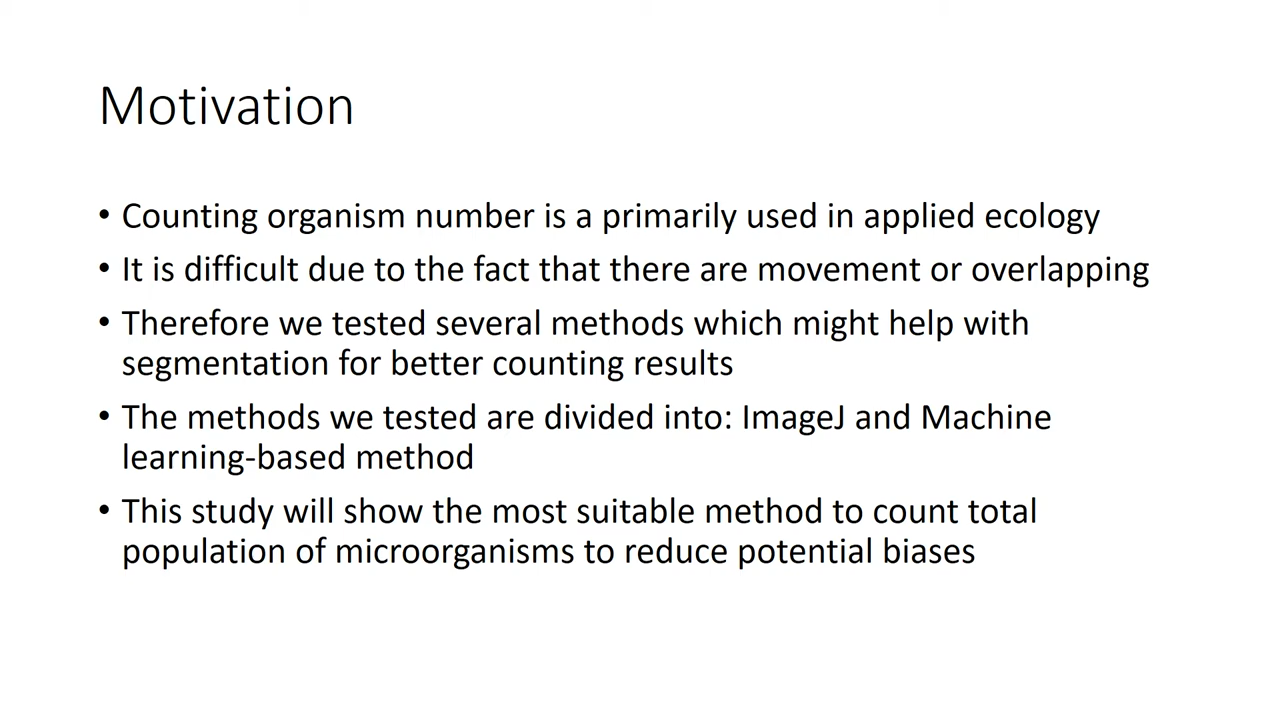 Motivation
• Counting organism number is a primarily used in applied ecology
• It is difficult due to the fact that there are movement or overlapping
• Therefore we tested several methods which might help with
segmentation for better counting results
• The methods we tested are divided into: ImageJ and Machine
learning-based method
• This study will show the most suitable method to count total
population of microorganisms to reduce potential biases